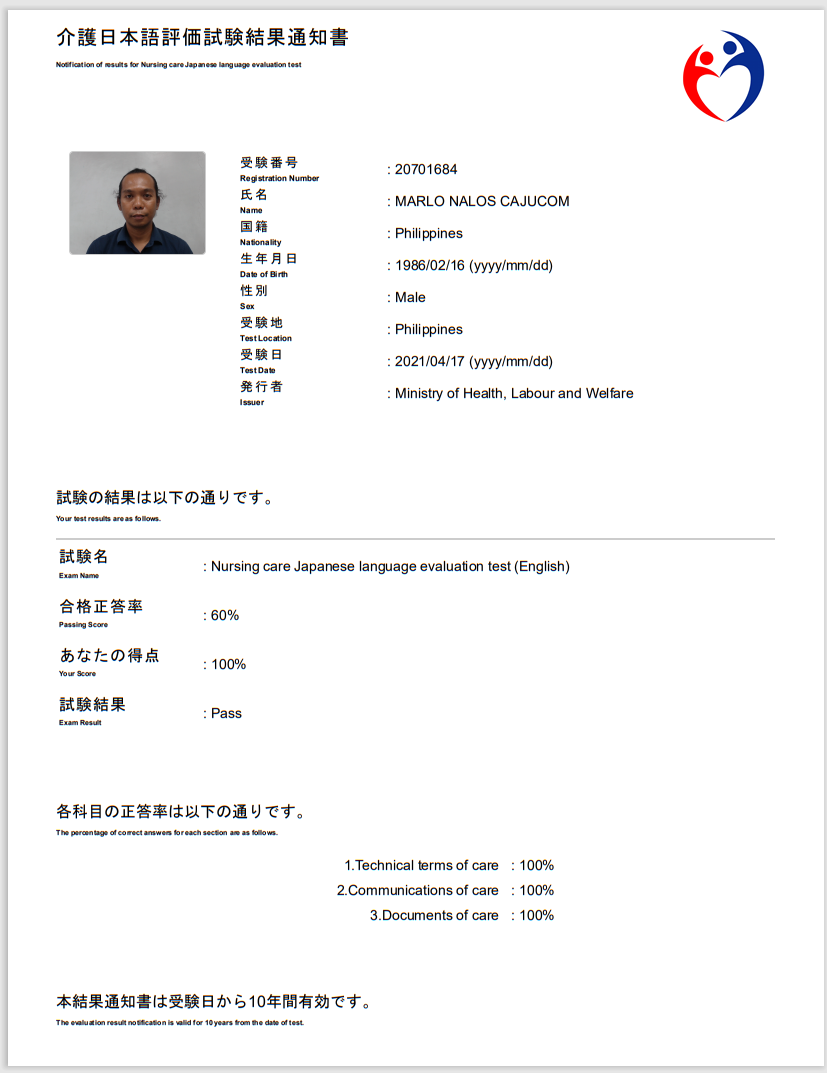 介護日本語評価試験結果通知書
Notification of results for Nursing care Japanese language evaluation test
受験番号
Registration Number
: 20701684
氏名
Name
: MARLO NALOS CAJUCOM
国籍
Nationality
: Philippines
生年月日
Date of Birth
: 1986/02/16 (yyyy/mm/dd)
性別
Sex
: Male
受験地
Test Location
: Philippines
受験日
Test Date
: 2021/04/17 (yyyy/mm/dd)
発行者
Issuer
: Ministry of Health, Labour and Welfare
試験の結果は以下の通りです。
Your test results are as follows.
試験名
Exam Name
: Nursing care Japanese language evaluation test (English)
合格正答率
Passing Score
: 60%
あなたの得点
Your Score
: 100%
試験結果
Exam Result
: Pass
各科目の正答率は以下の通りです。
The percentage of correct answers for each section are as follows.
1.Technical terms of care : 100%
2.Communications of care : 100%
3.Documents of care : 100%
本結果通知書は受験日から10年間有効です。
The evaluation result notification is valid for 10 years from the date of test.